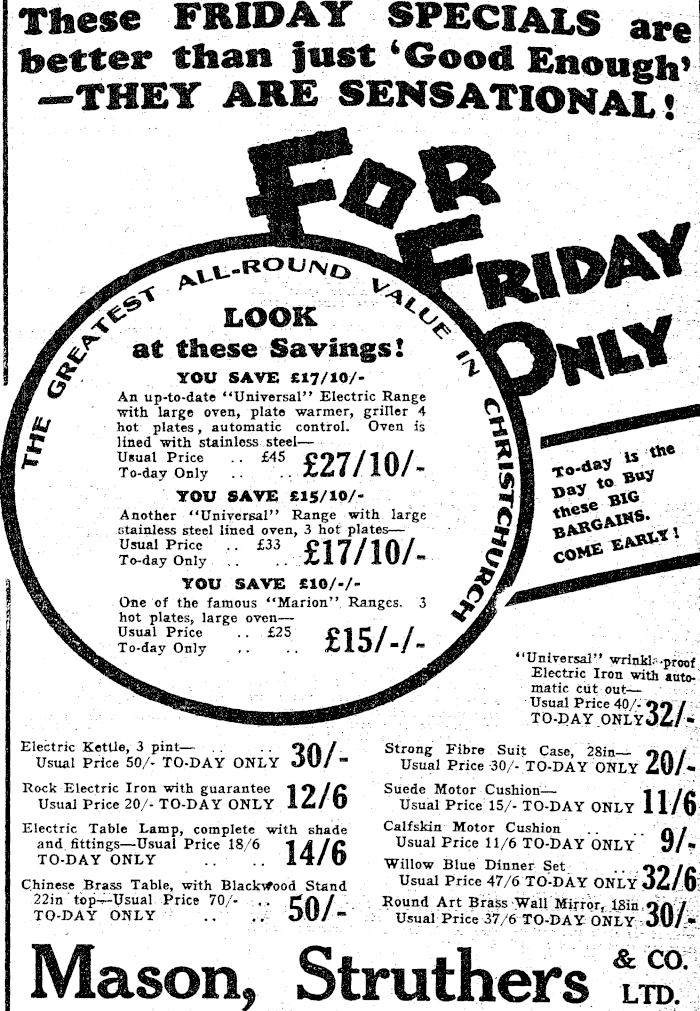 These FRIDAY SPECIALS are
better than just 'Good Enough'
—THEY ARE SENSATIONAL!
FOR
FRIDAY
ONLY
THE GREATEST ALL-ROUND VALUE IN CHRISTCHURCH
LOOK
at these Savings!
YOU SAVE £17/10/-
An up-to-date "Universal" Electric Range
with large oven, plate warmer, griller 4
hot plates, automatic control. Oven is
lined with stainless steel—
Usual Price .. £45
To-day Only .. .. £27/10/-
YOU SAVE £15/10/-
Another "Universal" Range with large
stainless steel lined oven, 3 hot plates—
Usual Price .. £33
To-day Only .. .. £17/10/-
YOU SAVE £10/-/-
One of the famous "Marion" Ranges. 3
hot plates, large oven—
Usual Price .. £25
To-day Only .. .. £15/-/-
To-day is the
Day to Buy
these BIG
BARGAINS.
COME EARLY!
"Universal" wrinkle-proof
Electric Iron with auto-
matic cut out—
Usual Price 40/-
TO-DAY ONLY 32/-
Electric Kettle, 3 pint— .. ..
Usual Price 50/- TO-DAY ONLY 30/-
Rock Electric Iron with guarantee
Usual Price 20/- TO-DAY ONLY 12/6
Electric Table Lamp, complete with shade
and fittings—Usual Price 18/6
TO-DAY ONLY .. .. 14/6
Chinese Brass Table, with Blackwood Stand
22in top—Usual Price 70/- ..
TO-DAY ONLY .. .. 50/-
Strong Fibre Suit Case, 28in—
Usual Price 30/- TO-DAY ONLY 20/-
Suede Motor Cushion—
Usual Price 15/- TO-DAY ONLY 11/6
Calfskin Motor Cushion .. ..
Usual Price 11/6 TO-DAY ONLY 9/-
Willow Blue Dinner Set .. ..
Usual Price 47/6 TO-DAY ONLY 32/6
Round Art Brass Wall Mirror, 18in
Usual Price 37/6 TO-DAY ONLY 30/-
Mason, Struthers & CO. LTD.